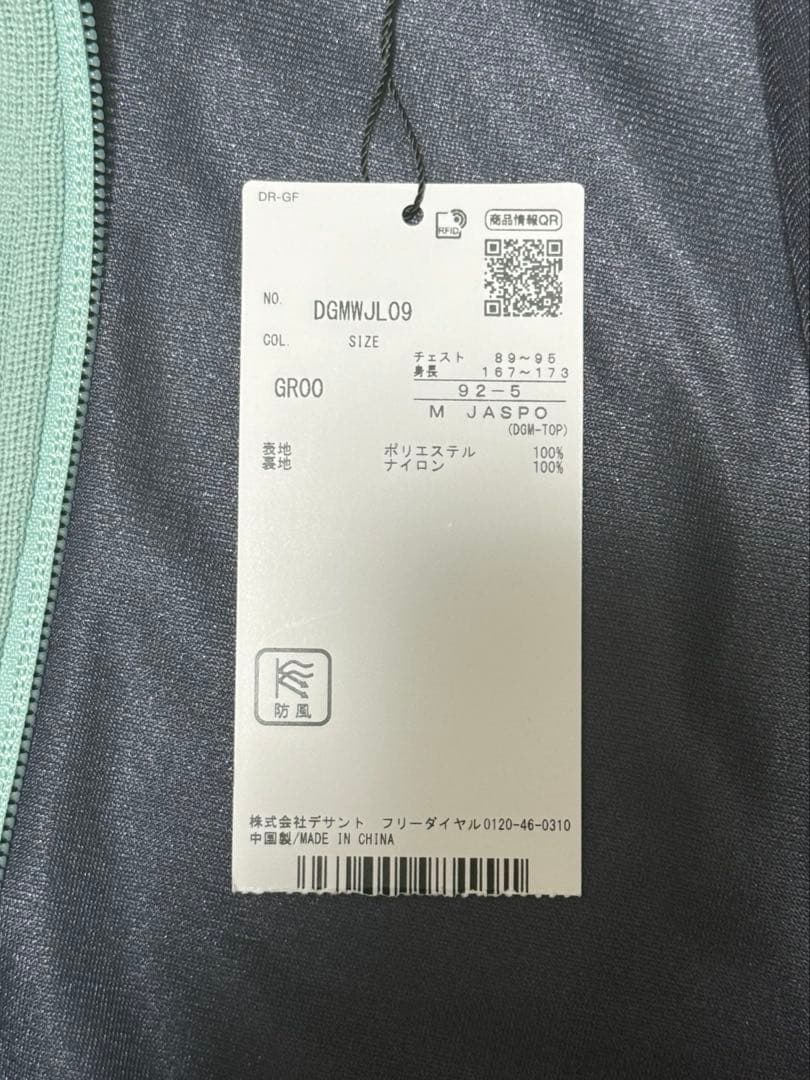 DR-GF
RFID
商品情報QR
NO. DGMWJL09
COL. SIZE
チェスト 89～95
身長 167～173
GR00
92-5
M JASPO
(DGM-TOP)
表地 ポリエステル 100%
裏地 ナイロン 100%
防風
株式会社デサント フリーダイヤル0120-46-0310
中国製/MADE IN CHINA